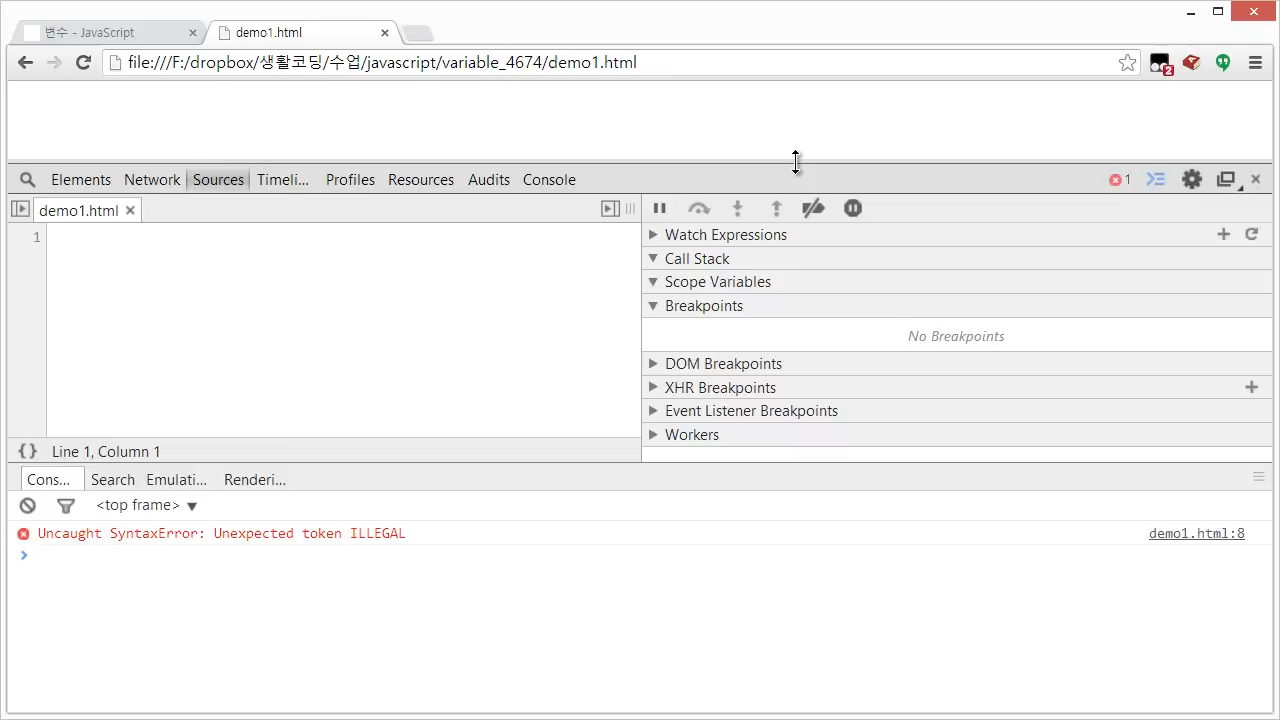 변수 - JavaScript
demo1.html
file:///F:/dropbox/생활코딩/수업/javascript/variable_4674/demo1.html
2
Elements Network Sources Timeli... Profiles Resources Audits Console
1
demo1.html
1
Watch Expressions
Call Stack
Scope Variables
Breakpoints
No Breakpoints
DOM Breakpoints
XHR Breakpoints
Event Listener Breakpoints
Workers
{} Line 1, Column 1
Cons... Search Emulati... Renderi...
<top frame>
Uncaught SyntaxError: Unexpected token ILLEGAL demo1.html:8